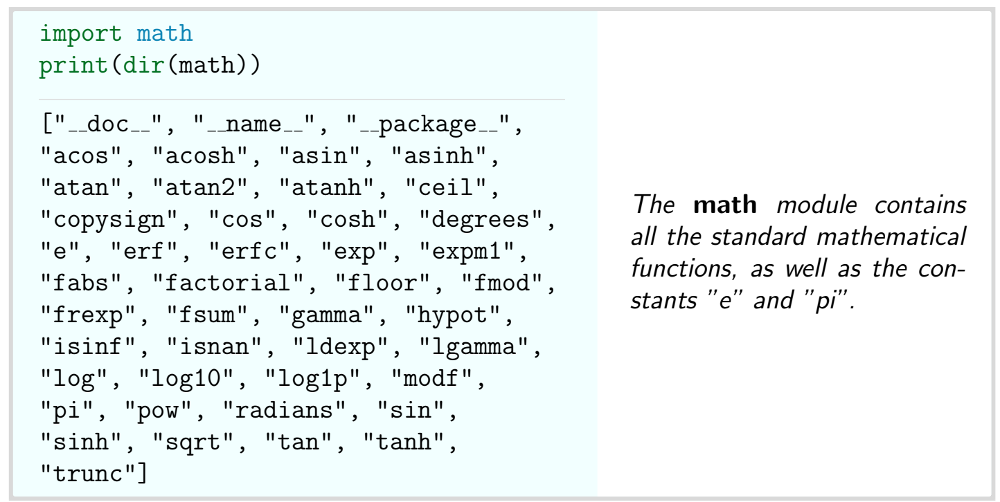 import math
print(dir(math))
["__doc__", "__name__", "__package__",
"acos", "acosh", "asin", "asinh",
"atan", "atan2", "atanh", "ceil",
"copysign", "cos", "cosh", "degrees",
"e", "erf", "erfc", "exp", "expm1",
"fabs", "factorial", "floor", "fmod",
"frexp", "fsum", "gamma", "hypot",
"isinf", "isnan", "ldexp", "lgamma",
"log", "log10", "log1p", "modf",
"pi", "pow", "radians", "sin",
"sinh", "sqrt", "tan", "tanh",
"trunc"]
The math module contains
all the standard mathematical
functions, as well as the con-
stants ”e” and ”pi”.